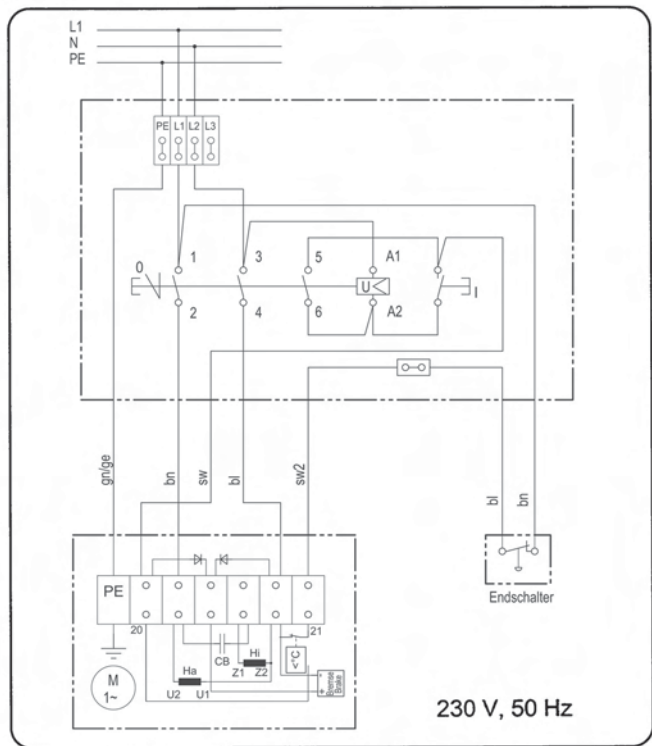 L1
N
PE
PE L1 L2 L3
0 1 3 5 A1
U< I
2 4 6 A2
gn/ge bn sw bl sw2 bl bn
PE
20 21
Endschalter
CB Hi <°C
Ha Z1 Z2
M
1~
U2 U1
- +
Bremse
Brake
230 V, 50 Hz